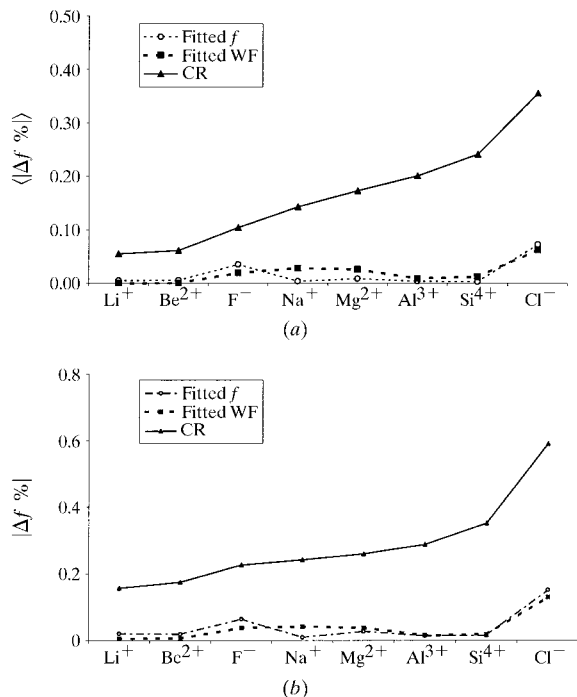 0.50
0.40
0.30
0.20
0.10
0.00
⟨|Δf %|⟩
Fitted f
Fitted WF
CR
Li+ Be2+ F− Na+ Mg2+ Al3+ Si4+ Cl−
(a)
0.8
0.6
0.4
0.2
0
|Δf %|
Fitted f
Fitted WF
CR
Li+ Be2+ F− Na+ Mg2+ Al3+ Si4+ Cl−
(b)